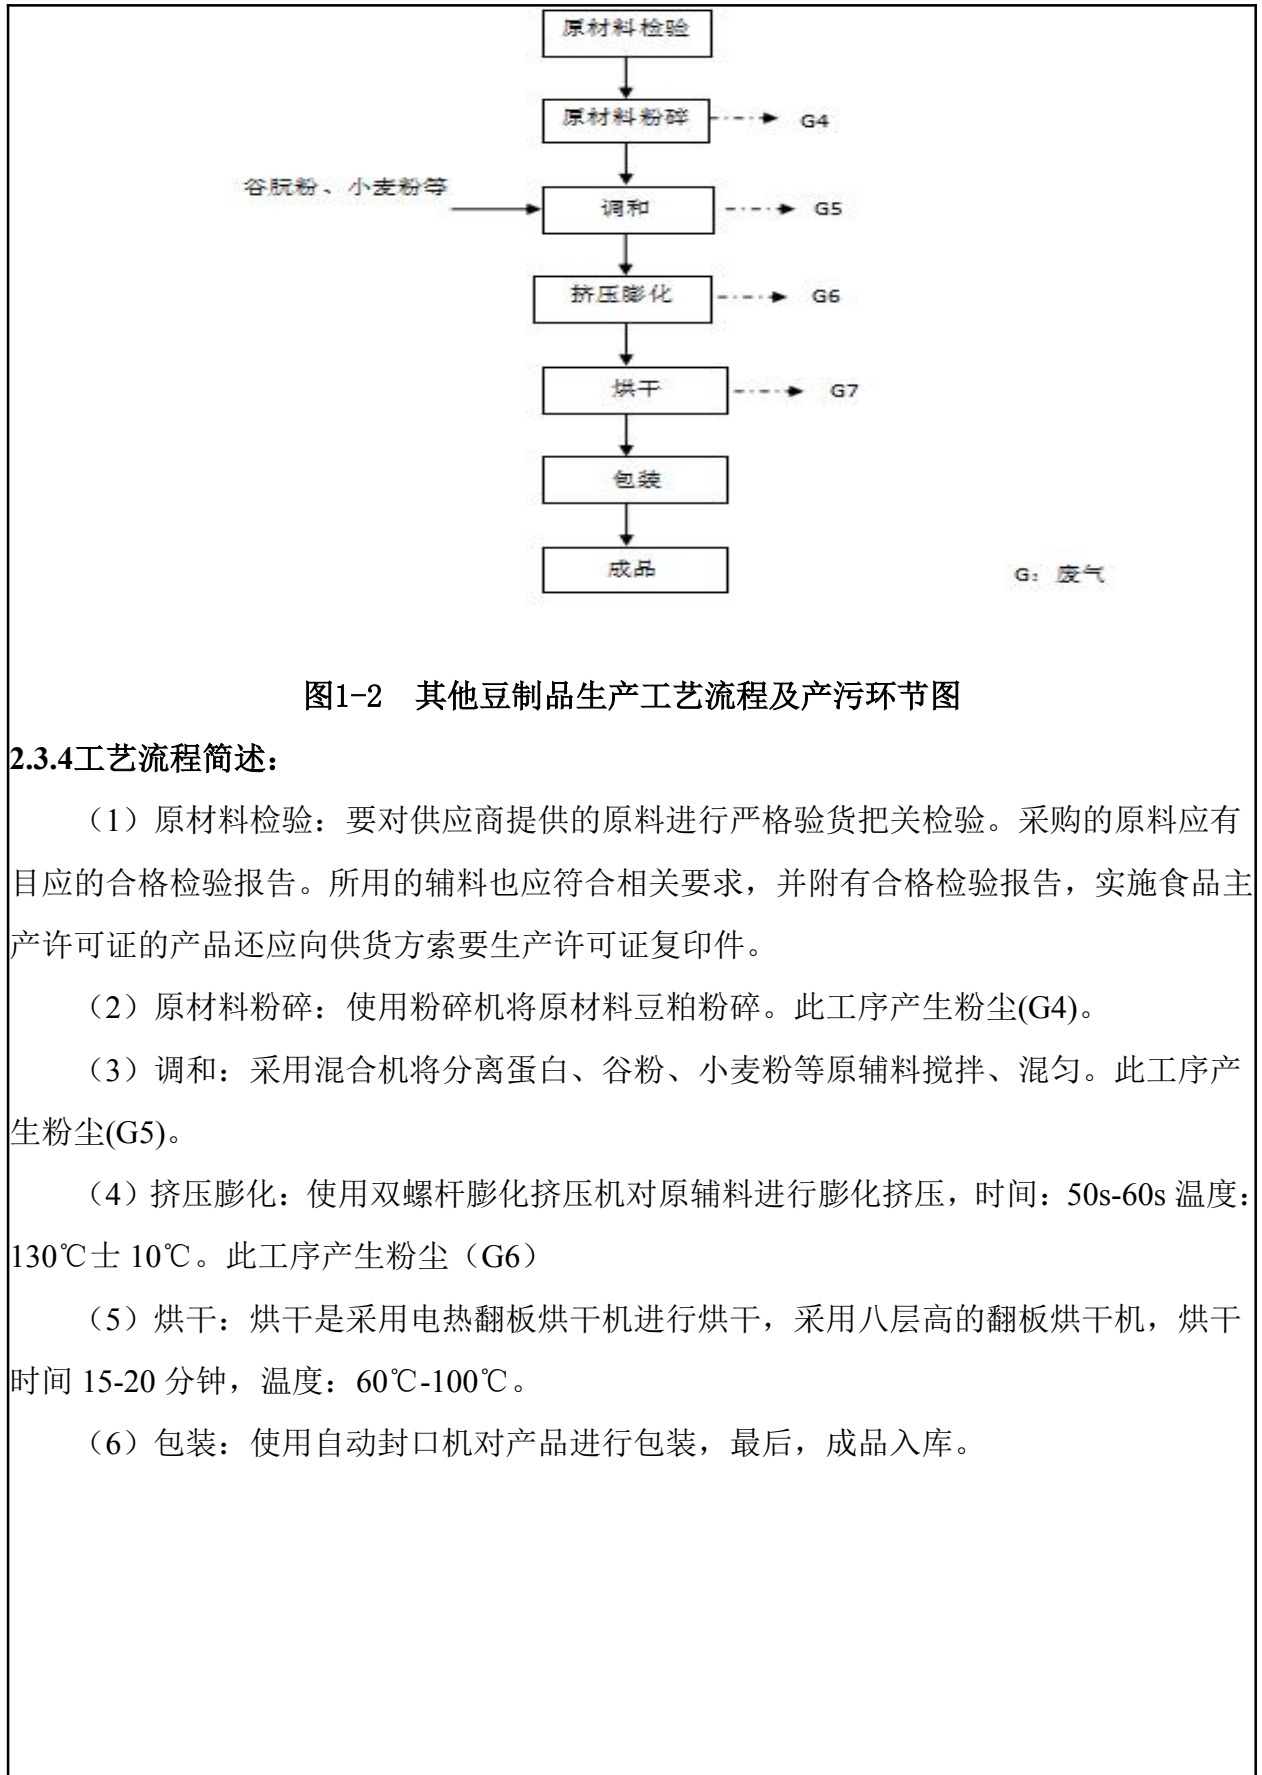 原材料检验
原材料粉碎
G4
谷朊粉、小麦粉等
调和
G5
挤压膨化
G6
烘干
G7
包装
成品
G：废气
图1-2 其他豆制品生产工艺流程及产污环节图
2.3.4工艺流程简述：
（1）原材料检验：要对供应商提供的原料进行严格验货把关检验。采购的原料应有
目应的合格检验报告。所用的辅料也应符合相关要求，并附有合格检验报告，实施食品主
产许可证的产品还应向供货方索要生产许可证复印件。
（2）原材料粉碎：使用粉碎机将原材料豆粕粉碎。此工序产生粉尘(G4)。
（3）调和：采用混合机将分离蛋白、谷粉、小麦粉等原辅料搅拌、混匀。此工序产
生粉尘(G5)。
（4）挤压膨化：使用双螺杆膨化挤压机对原辅料进行膨化挤压，时间：50s-60s 温度：
130℃士 10℃。此工序产生粉尘（G6）
（5）烘干：烘干是采用电热翻板烘干机进行烘干，采用八层高的翻板烘干机，烘干
时间 15-20 分钟，温度：60℃-100℃。
（6）包装：使用自动封口机对产品进行包装，最后，成品入库。